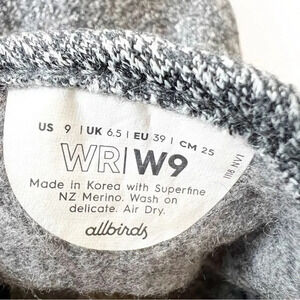 US 9 | UK 6.5 | EU 39 | CM 25
WR|W9
Made in Korea with Superfine
NZ Merino. Wash on
delicate. Air Dry.
allbirds